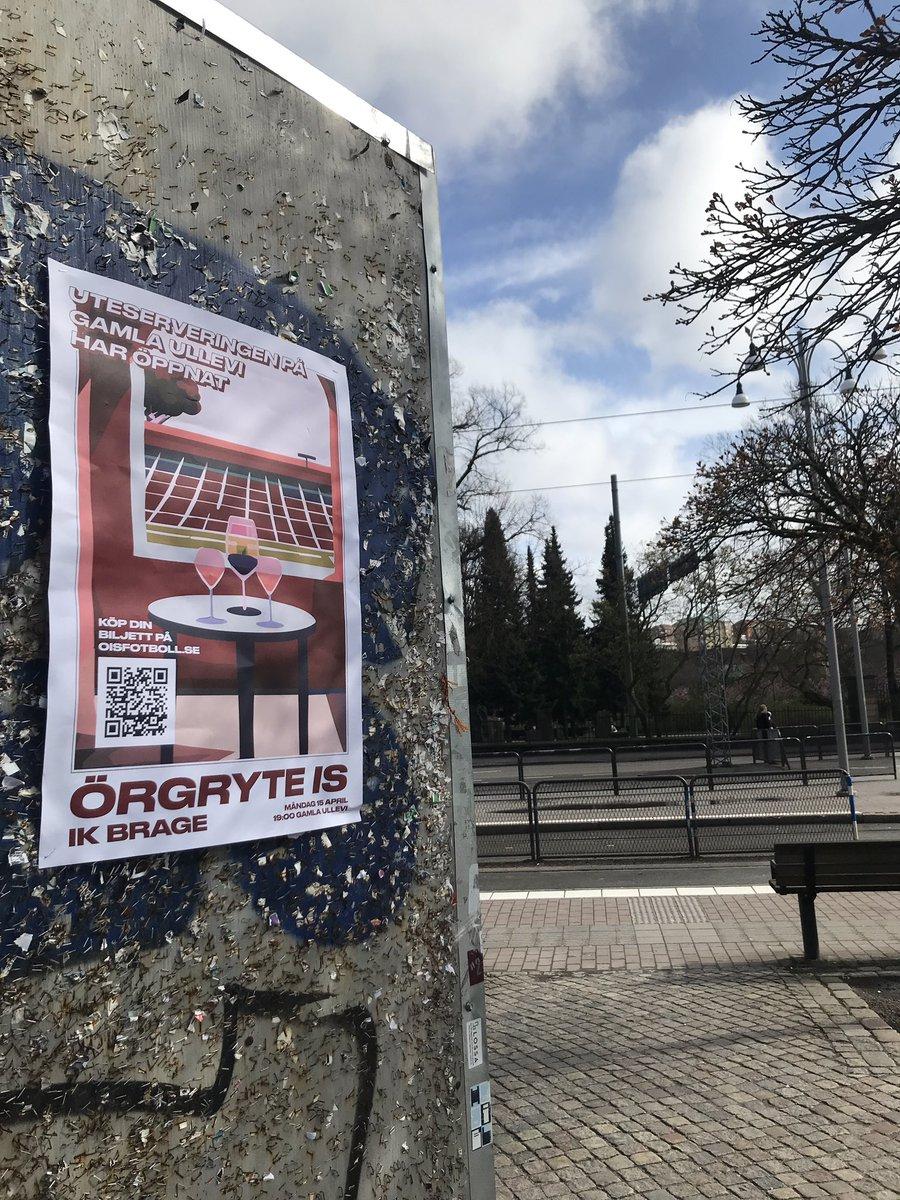 UTESERVERINGEN PÅ
GAMLA ULLEVI
HAR ÖPPNAT
KÖP DIN
BILJETT PÅ
OISFOTBOLL.SE
ÖRGRYTE IS
IK BRAGE
MÅNDAG 15 APRIL
19:00 GAMLA ULLEVI
LOSSA